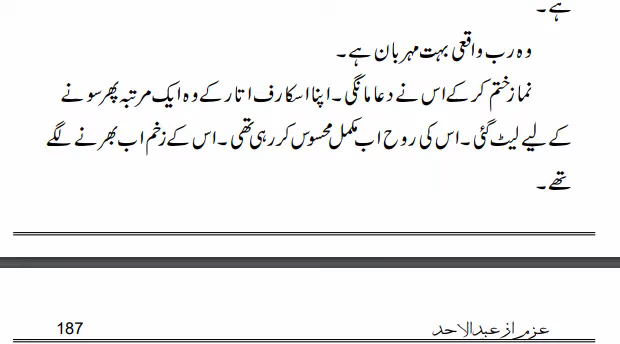 ہے۔
وہ رب واقعی بہت مہربان ہے۔
نماز ختم کر کے اس نے دعا مانگی۔ اپنا اسکارف اتار کے وہ ایک مرتبہ پھر سونے
کے لیے لیٹ گئی۔ اس کی روح اب مکمل محسوس کر رہی تھی۔ اس کے زخم اب بھرنے لگے
تھے۔
عزم از عبدالاحد 187